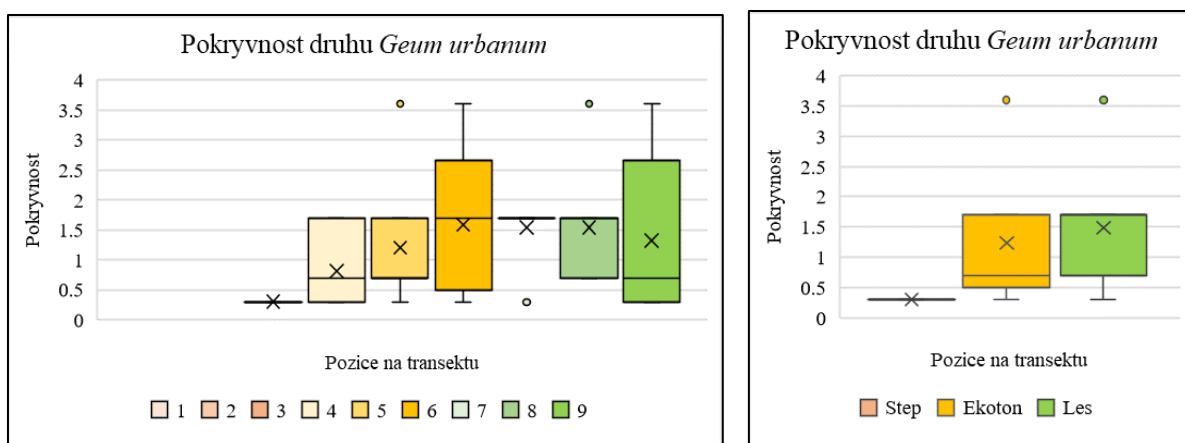 Pokryvnost druhu Geum urbanum
4
3.5
3
2.5
2
1.5
1
0.5
0
Pokryvnost
Pozice na transektu
1 2 3 4 5 6 7 8 9
Pokryvnost druhu Geum urbanum
4
3.5
3
2.5
2
1.5
1
0.5
0
Pokryvnost
Pozice na transektu
Step Ekoton Les